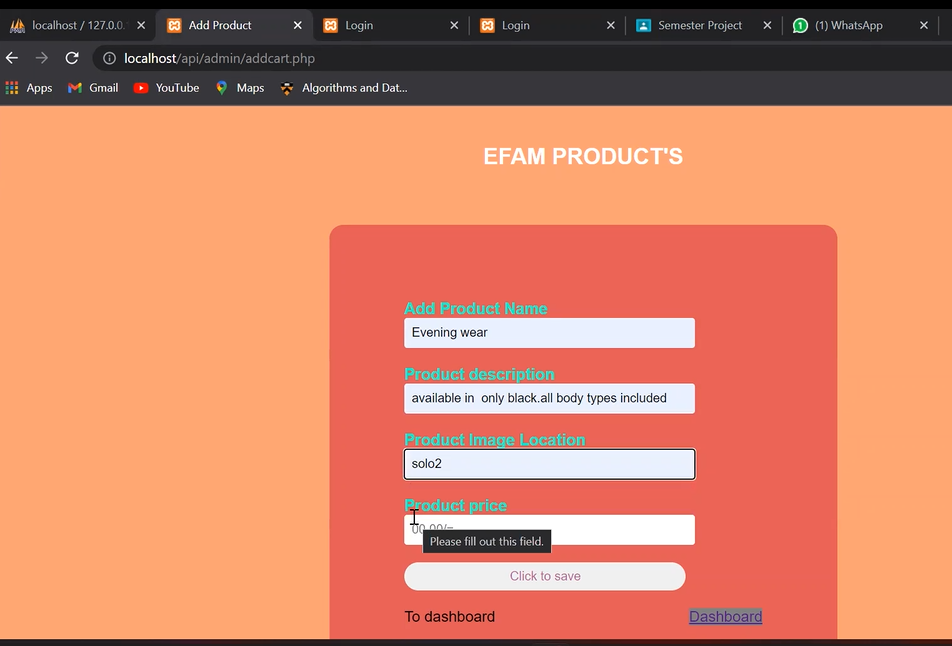 localhost / 127.0.0. Add Product Login Login Semester Project (1) WhatsApp
localhost/api/admin/addcart.php
Apps Gmail YouTube Maps Algorithms and Dat...
EFAM PRODUCT'S
Add Product Name
Evening wear
Product description
available in only black.all body types included
Product Image Location
solo2
Product price
00.00/=
Please fill out this field.
Click to save
To dashboard Dashboard